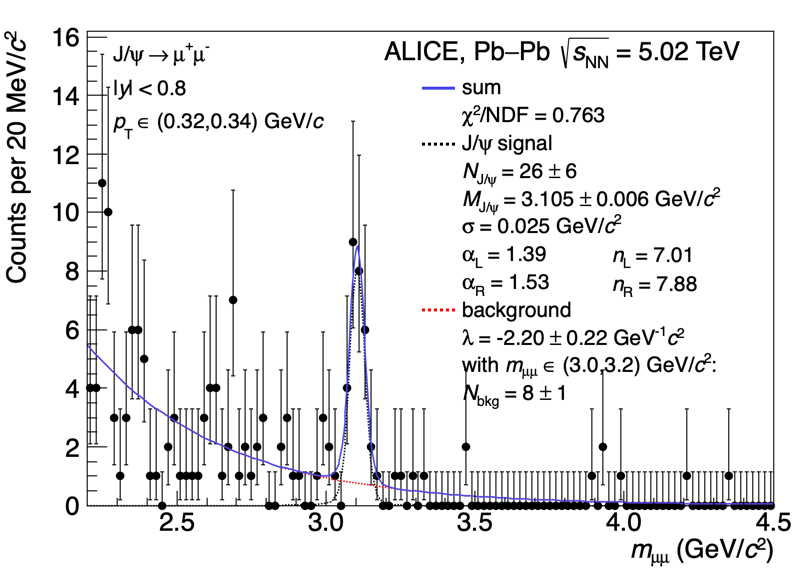 Counts per 20 MeV/c²
16
14
12
10
8
6
4
2
0
J/ψ → μ⁺μ⁻
|y| < 0.8
p_T ∈ (0.32,0.34) GeV/c
ALICE, Pb–Pb √s_NN = 5.02 TeV
sum
χ²/NDF = 0.763
J/ψ signal
N_J/ψ = 26 ± 6
M_J/ψ = 3.105 ± 0.006 GeV/c²
σ = 0.025 GeV/c²
α_L = 1.39 n_L = 7.01
α_R = 1.53 n_R = 7.88
background
λ = -2.20 ± 0.22 GeV⁻¹c²
with m_μμ ∈ (3.0,3.2) GeV/c²:
N_bkg = 8 ± 1
2.5 3.0 3.5 4.0 4.5
m_μμ (GeV/c²)